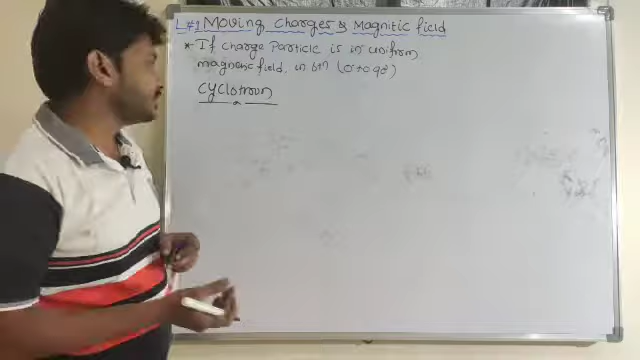 L#1 Moving Charges & Magnitic field
* If Charge Particle is in uniform
magnetic field, in btn (0 to 90°)
Cyclotron